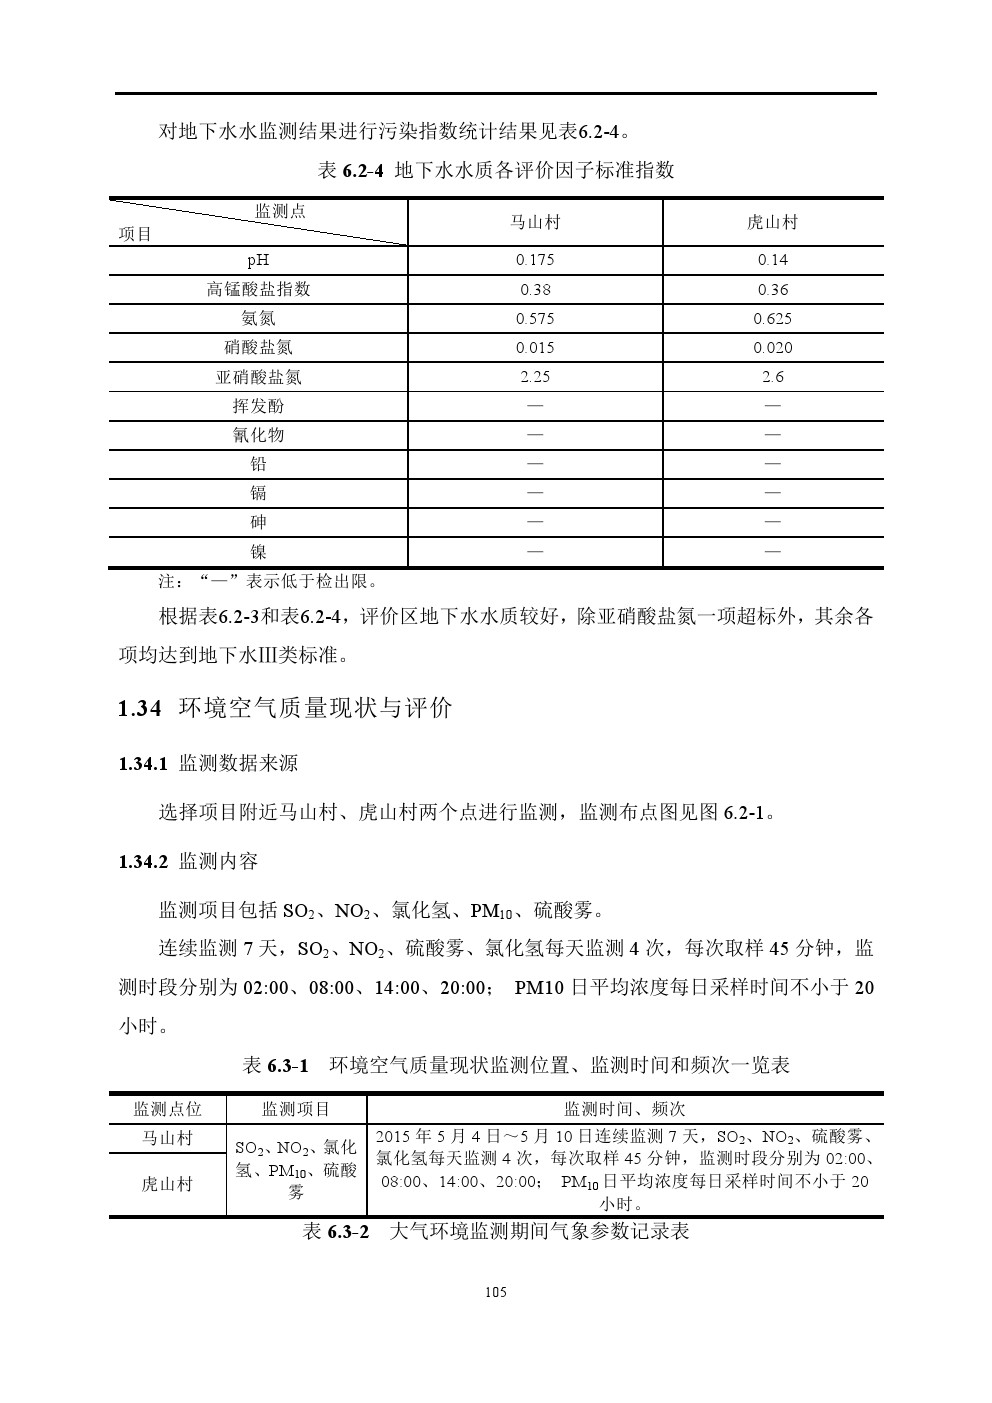 对地下水水监测结果进行污染指数统计结果见表6.2-4。
表 6.2-4 地下水水质各评价因子标准指数
监测点
项目
马山村 虎山村
pH 0.175 0.14
高锰酸盐指数 0.38 0.36
氨氮 0.575 0.625
硝酸盐氮 0.015 0.020
亚硝酸盐氮 2.25 2.6
挥发酚 — —
氰化物 — —
铅 — —
镉 — —
砷 — —
镍 — —
注：“—”表示低于检出限。
根据表6.2-3和表6.2-4，评价区地下水水质较好，除亚硝酸盐氮一项超标外，其余各
项均达到地下水Ⅲ类标准。
1.34 环境空气质量现状与评价
1.34.1 监测数据来源
选择项目附近马山村、虎山村两个点进行监测，监测布点图见图 6.2-1。
1.34.2 监测内容
监测项目包括 SO₂、NO₂、氯化氢、PM₁₀、硫酸雾。
连续监测 7 天，SO₂、NO₂、硫酸雾、氯化氢每天监测 4 次，每次取样 45 分钟，监
测时段分别为 02:00、08:00、14:00、20:00； PM10 日平均浓度每日采样时间不小于 20
小时。
表 6.3-1 环境空气质量现状监测位置、监测时间和频次一览表
监测点位 监测项目 监测时间、频次
马山村
虎山村
SO₂、NO₂、氯化
氢、PM₁₀、硫酸
雾
2015 年 5 月 4 日～5 月 10 日连续监测 7 天，SO₂、NO₂、硫酸雾、
氯化氢每天监测 4 次，每次取样 45 分钟，监测时段分别为 02:00、
08:00、14:00、20:00； PM₁₀ 日平均浓度每日采样时间不小于 20
小时。
表 6.3-2 大气环境监测期间气象参数记录表
105